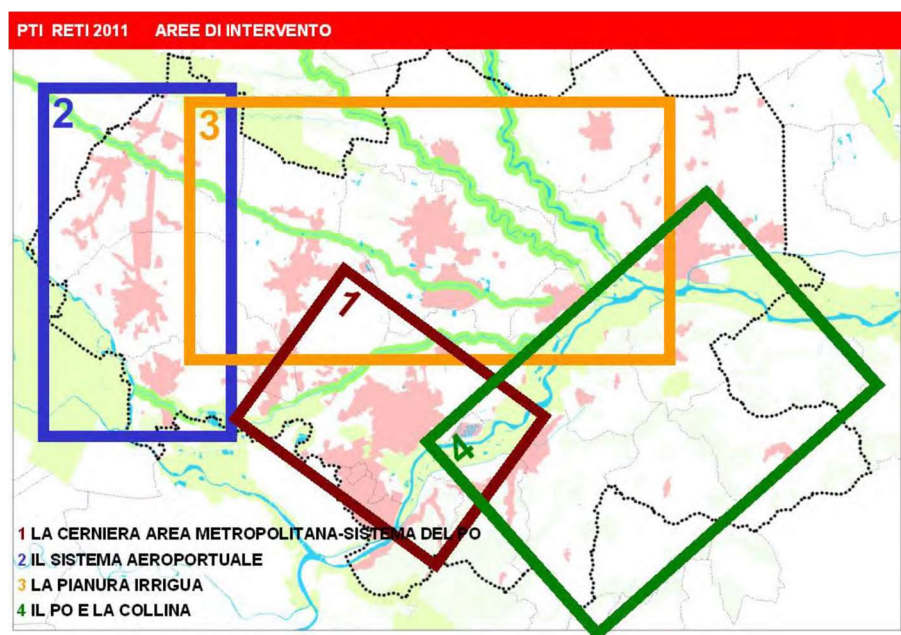 PTI RETI 2011 AREE DI INTERVENTO
2
3
1
4
1 LA CERNIERA AREA METROPOLITANA-SISTEMA DEL PO
2 IL SISTEMA AEROPORTUALE
3 LA PIANURA IRRIGUA
4 IL PO E LA COLLINA